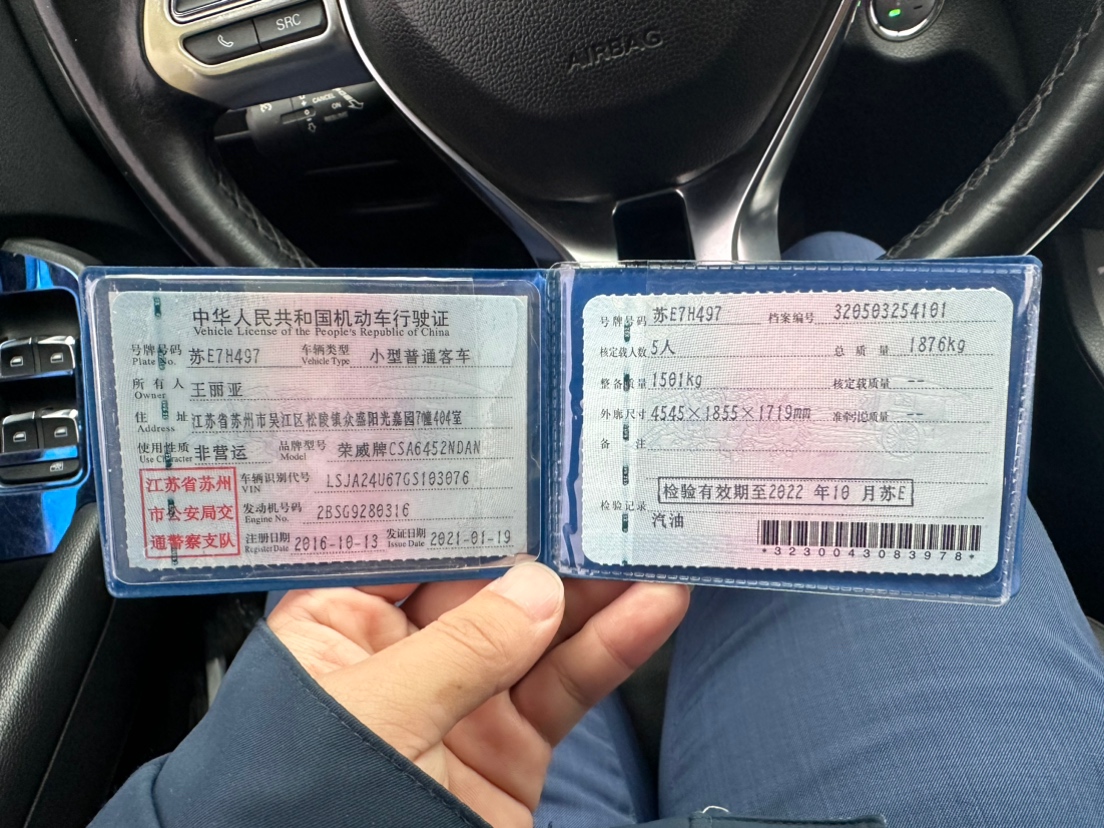 SRC
AIRBAG
CANCEL
ON
中华人民共和国机动车行驶证
Vehicle License of the People's Republic of China
号牌号码 苏E7H497 车辆类型 小型普通客车
Plate No. Vehicle Type
所有人 王丽亚
Owner
住址 江苏省苏州市吴江区松陵镇众盛阳光嘉园7幢404室
Address
使用性质 非营运 品牌型号 荣威牌CSA6452NDAN
Use Character Model
江苏省苏州
市公安局交
通警察支队
车辆识别代号 LSJA24U67GS103076
VIN
发动机号码 2BSG9280316
Engine No.
注册日期 2016-10-13 发证日期 2021-01-19
Register Date Issue Date
号牌号码 苏E7H497 档案编号 320503254101
核定载人数 5人 总质量 1876kg
整备质量 1501kg 核定载质量 --
外廓尺寸 4545×1855×1719mm 准牵引总质量 --
备注
检验有效期至2022 年10 月苏E
检验记录
汽油
*3230043083978*